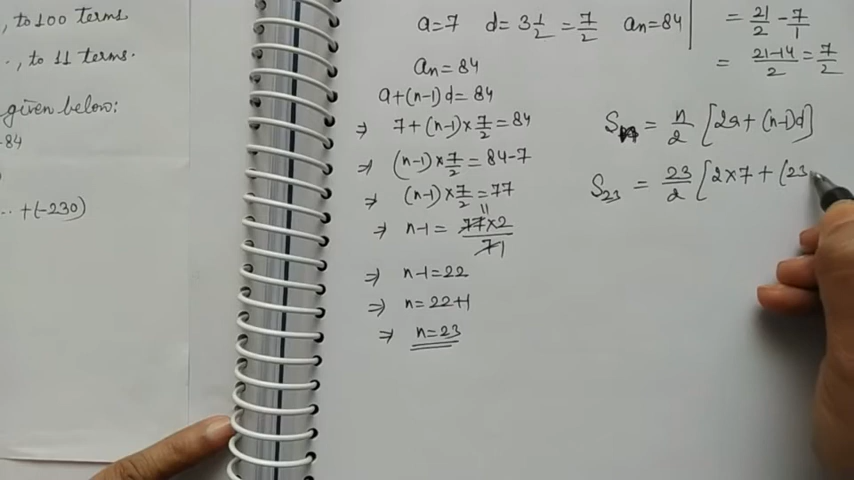 , to 100 terms
.., to 11 terms.
given below:
-84
.. +(-230)
a=7 d= 3 1/2 = 7/2 an=84
an=84
a+(n-1)d=84
⇒ 7+(n-1)×7/2=84
⇒ (n-1)×7/2=84-7
⇒ (n-1)×7/2=77
⇒ n-1= 77×2/7 11 1
⇒ n-1=22
⇒ n=22+1
⇒ n=23
= 21/2 - 7/1
= 21-14/2 = 7/2
S = n/2 [2a+(n-1)d]
S23 = 23/2 [2×7+(23